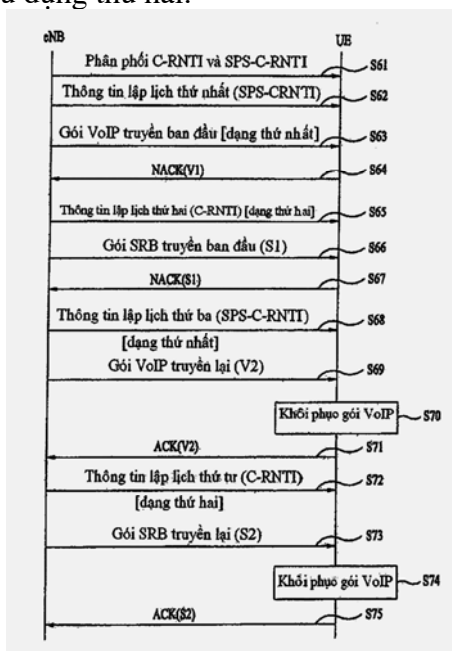 dụng thứ hai.
eNB
UE
Phân phối C-RNTI và SPS-C-RNTI
S61
Thông tin lập lịch thứ nhất (SPS-CRNTI)
S62
Gói VoIP truyền ban đầu [dạng thứ nhất]
S63
NACK(V1)
S64
Thông tin lập lịch thứ hai (C-RNTI) [dạng thứ hai]
S65
Gói SRB truyền ban đầu (S1)
S66
NACK(S1)
S67
Thông tin lập lịch thứ ba (SPS-C-RNTI)
S68
[dạng thứ nhất]
Gói VoIP truyền lại (V2)
S69
Khôi phục gói VoIP
S70
ACK(V2)
S71
Thông tin lập lịch thứ tư (C-RNTI)
S72
[dạng thứ hai]
Gói SRB truyền lại (S2)
S73
Khôi phục gói VoIP
S74
ACK(S2)
S75